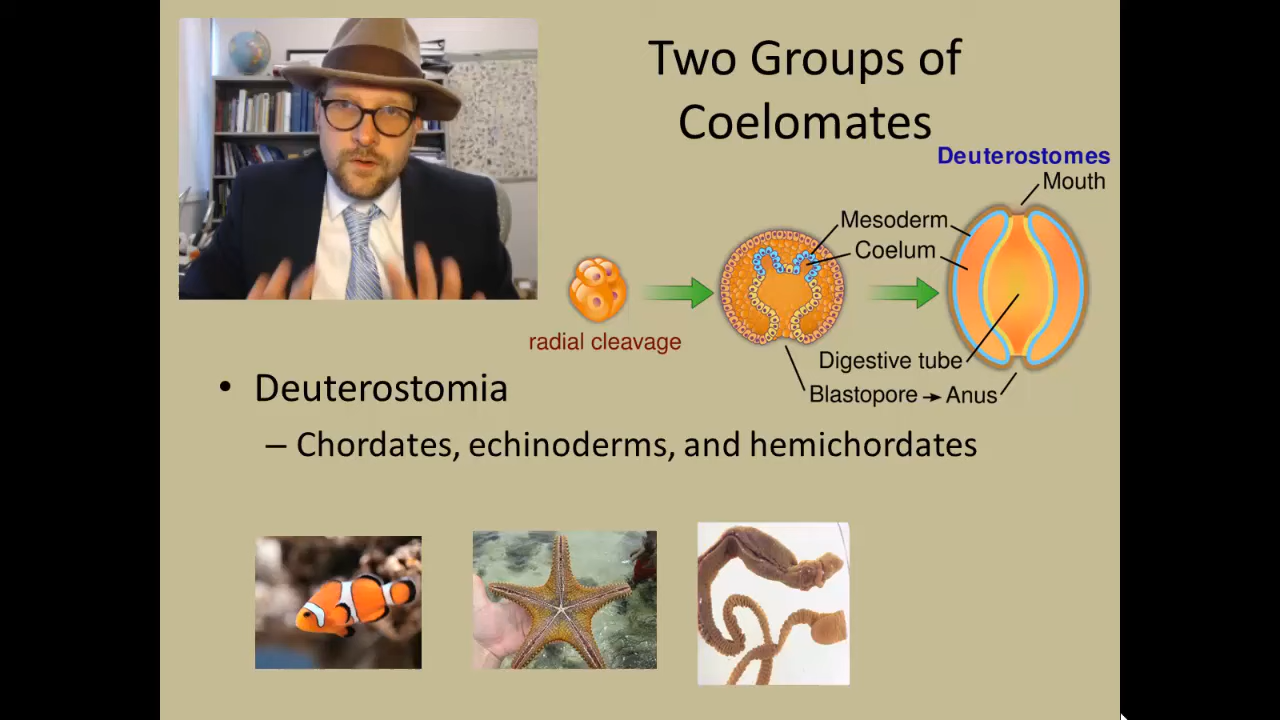 Two Groups of
Coelomates
Deuterostomes
Mouth
Mesoderm
Coelum
radial cleavage
Digestive tube
Blastopore → Anus
• Deuterostomia
– Chordates, echinoderms, and hemichordates